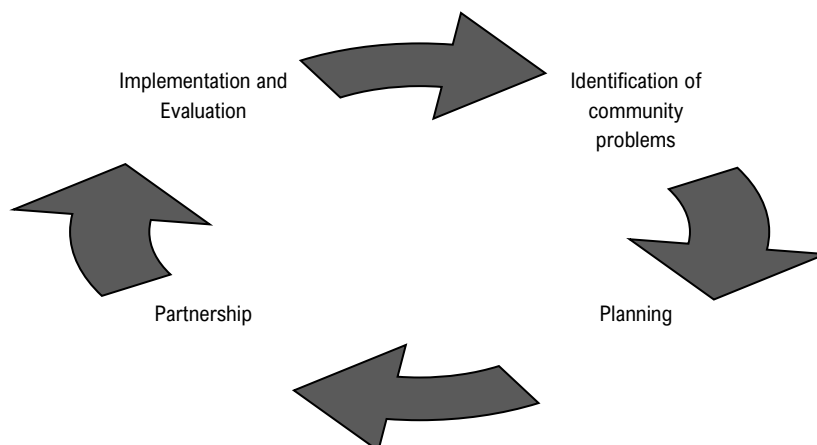 Implementation and
Evaluation
Identification of
community
problems
Partnership
Planning